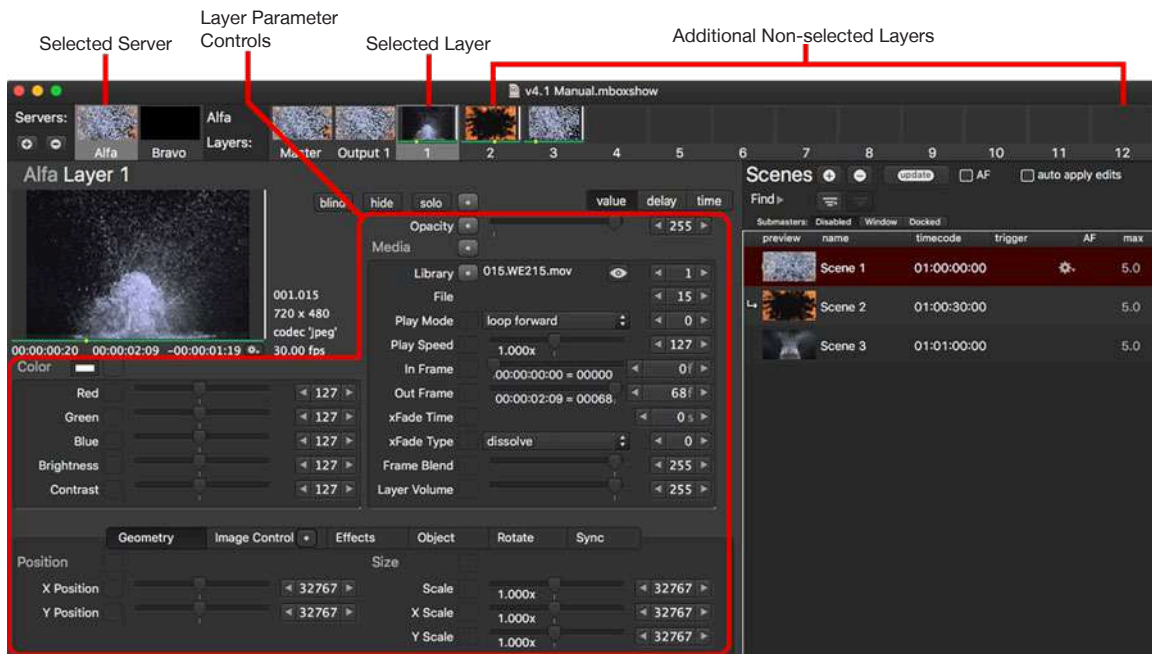 Layer Parameter
Controls
Selected Server
Selected Layer
Additional Non-selected Layers
v4.1 Manual.mboxshow
Servers:
Alfa
Bravo
Alfa
Layers:
Master
Output 1
1
2
3
4
5
6
7
8
9
10
11
12
Alfa Layer 1
blind
hide
solo
value
delay
time
001.015
720 x 480
codec 'jpeg'
30.00 fps
00:00:00:20
00:00:02:09
-00:00:01:19
Opacity
255
Media
Library
015.WE215.mov
1
File
15
Play Mode
loop forward
0
Play Speed
1.000x
127
In Frame
00:00:00:00 = 00000
0f
Out Frame
00:00:02:09 = 00068
68f
xFade Time
0 s
xFade Type
dissolve
0
Frame Blend
255
Layer Volume
255
Color
Red
127
Green
127
Blue
127
Brightness
127
Contrast
127
Geometry
Image Control
Effects
Object
Rotate
Sync
Position
X Position
32767
Y Position
32767
Size
Scale
1.000x
32767
X Scale
1.000x
32767
Y Scale
1.000x
32767
Scenes
update
AF
auto apply edits
Find
Submasters:
Disabled
Window
Docked
preview
name
timecode
trigger
AF
max
Scene 1
01:00:00:00
5.0
Scene 2
01:00:30:00
5.0
Scene 3
01:01:00:00
5.0